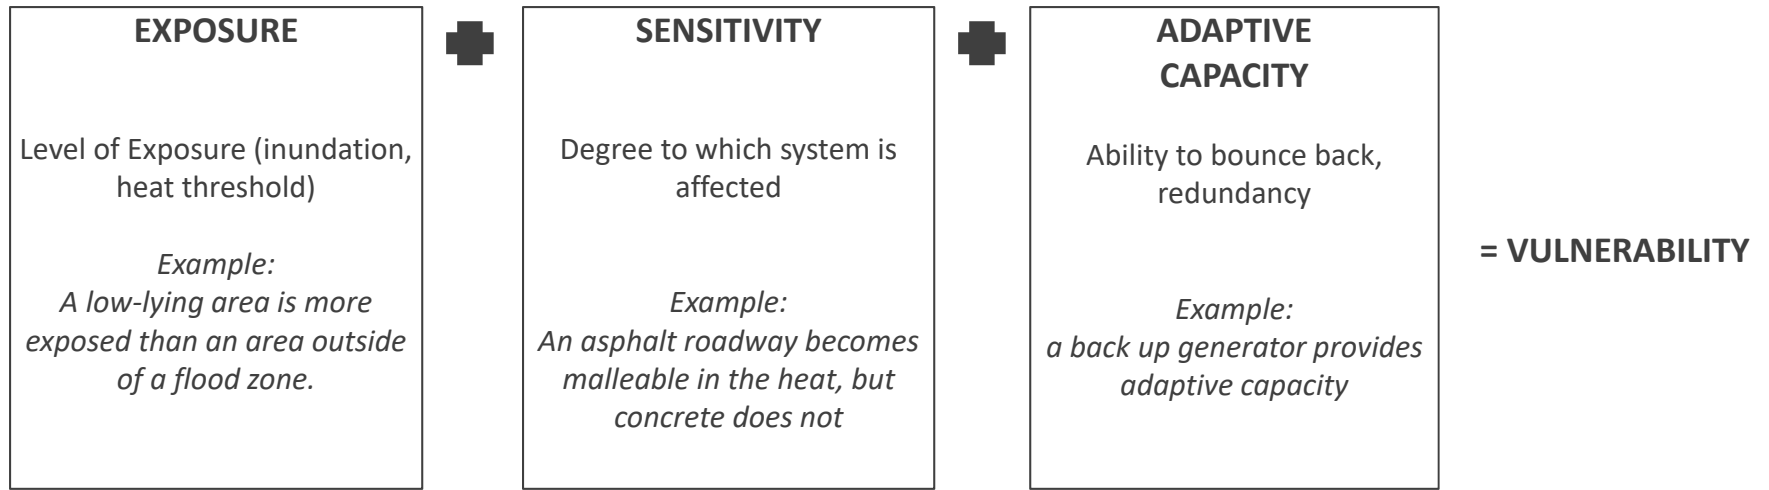 EXPOSURE
Level of Exposure (inundation,
heat threshold)
Example:
A low-lying area is more
exposed than an area outside
of a flood zone.
SENSITIVITY
Degree to which system is
affected
Example:
An asphalt roadway becomes
malleable in the heat, but
concrete does not
ADAPTIVE
CAPACITY
Ability to bounce back,
redundancy
Example:
a back up generator provides
adaptive capacity
= VULNERABILITY